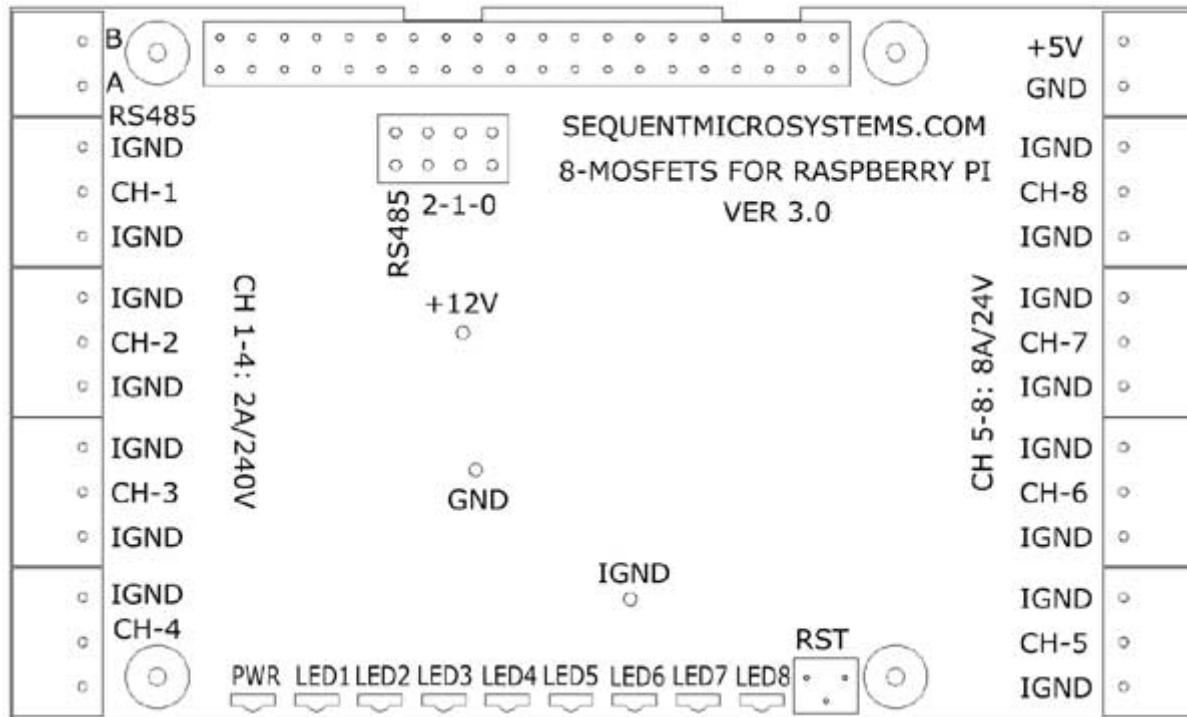 B
A
RS485
IGND
CH-1
IGND
IGND
CH-2
IGND
IGND
CH-3
IGND
IGND
CH-4
CH 1-4: 2A/240V
RS485
2-1-0
SEQUENTMICROSYSTEMS.COM
8-MOSFETS FOR RASPBERRY PI
VER 3.0
+12V
GND
IGND
CH 5-8: 8A/24V
+5V
GND
IGND
CH-8
IGND
IGND
CH-7
IGND
IGND
CH-6
IGND
IGND
CH-5
IGND
RST
PWR LED1 LED2 LED3 LED4 LED5 LED6 LED7 LED8